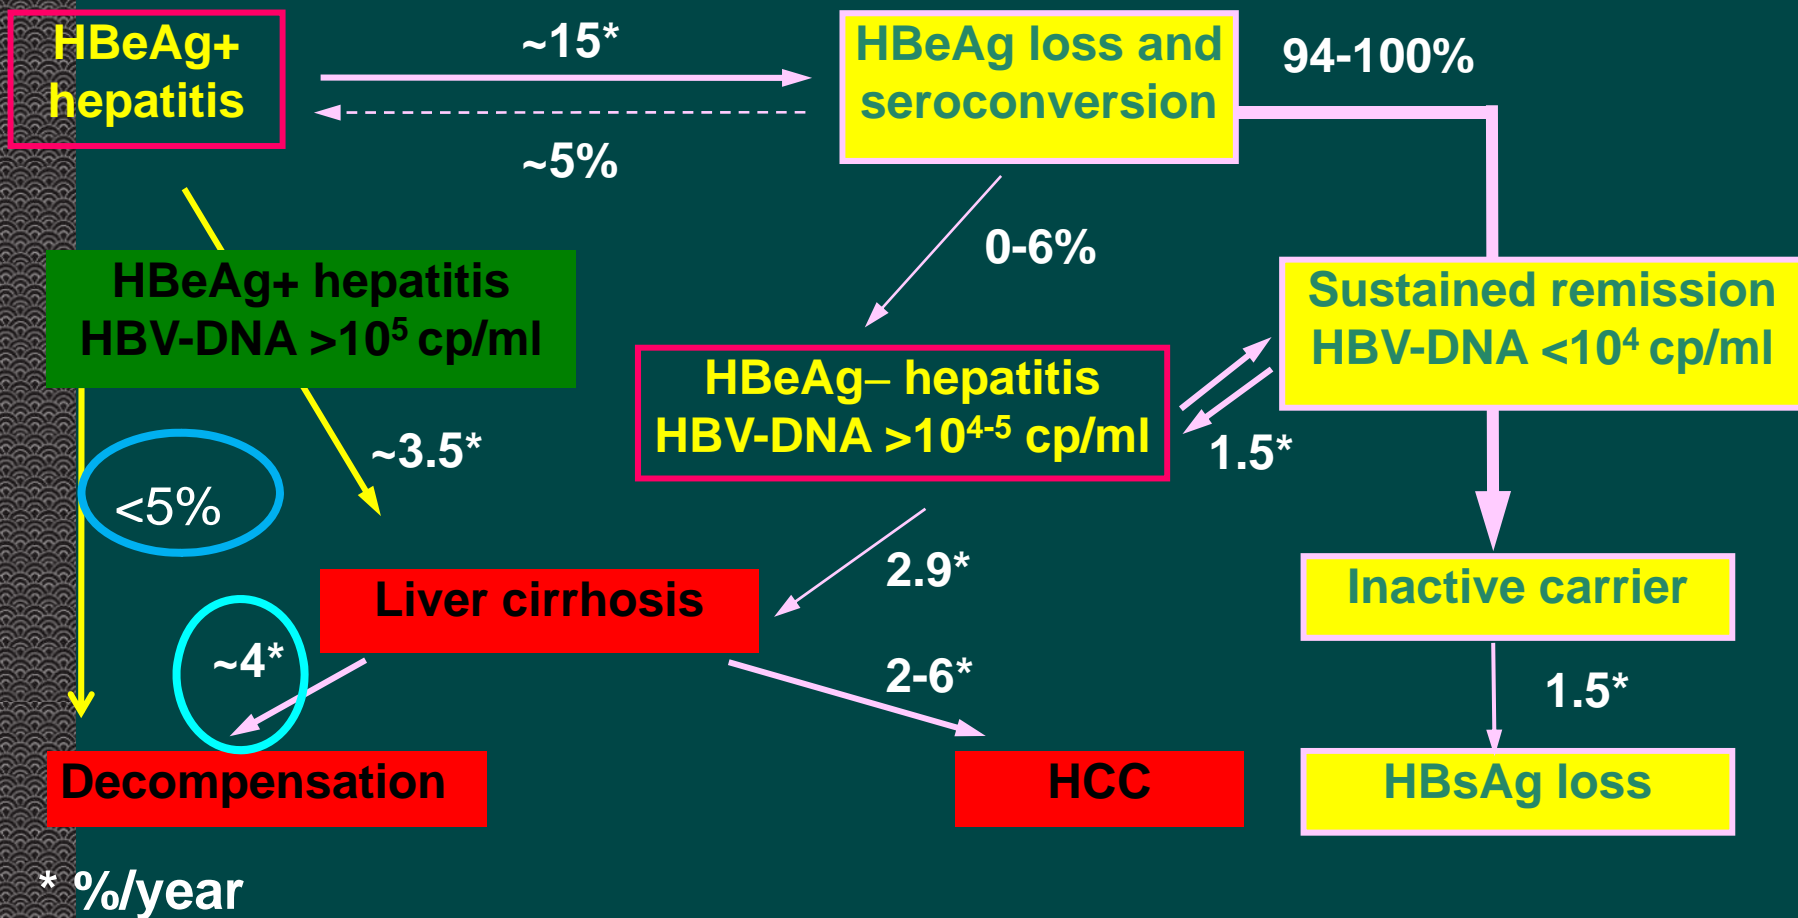 HBeAg+
hepatitis
~15*
~5%
HBeAg loss and
seroconversion
94-100%
0-6%
HBeAg+ hepatitis
HBV-DNA >10⁵ cp/ml
Sustained remission
HBV-DNA <10⁴ cp/ml
HBeAg– hepatitis
HBV-DNA >10⁴⁻⁵ cp/ml
~3.5*
1.5*
<5%
2.9*
Liver cirrhosis
Inactive carrier
~4*
2-6*
1.5*
Decompensation
HCC
HBsAg loss
* %/year